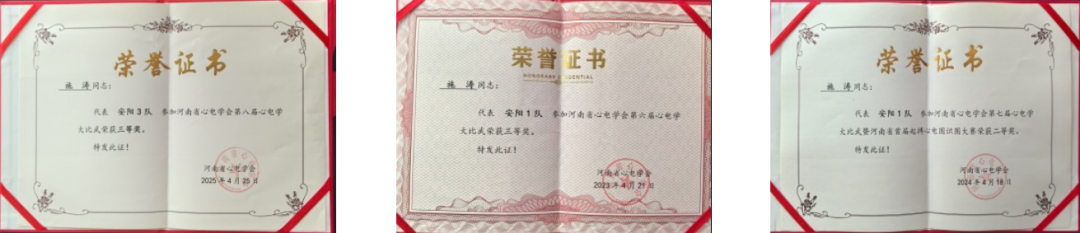 荣誉证书
施 涛 同志：
代表 安阳3队 参加河南省心电学会第八届心电学
大比武荣获三等奖。
特发此证！
河南省心电学会
2025年4月25日
荣誉证书
HONORARY CREDENTIAL
施 涛 同志：
代表 安阳1队 参加河南省心电学会第六届心电学
大比武荣获三等奖。
特发此证！
河南省心电学会
2023年4月21日
荣誉证书
施 涛 同志：
代表 安阳1队 参加河南省心电学会第七届心电学
大比武暨河南省首届起搏心电图识图大赛荣获二等奖。
特发此证！
河南省心电学会
2024年4月18日